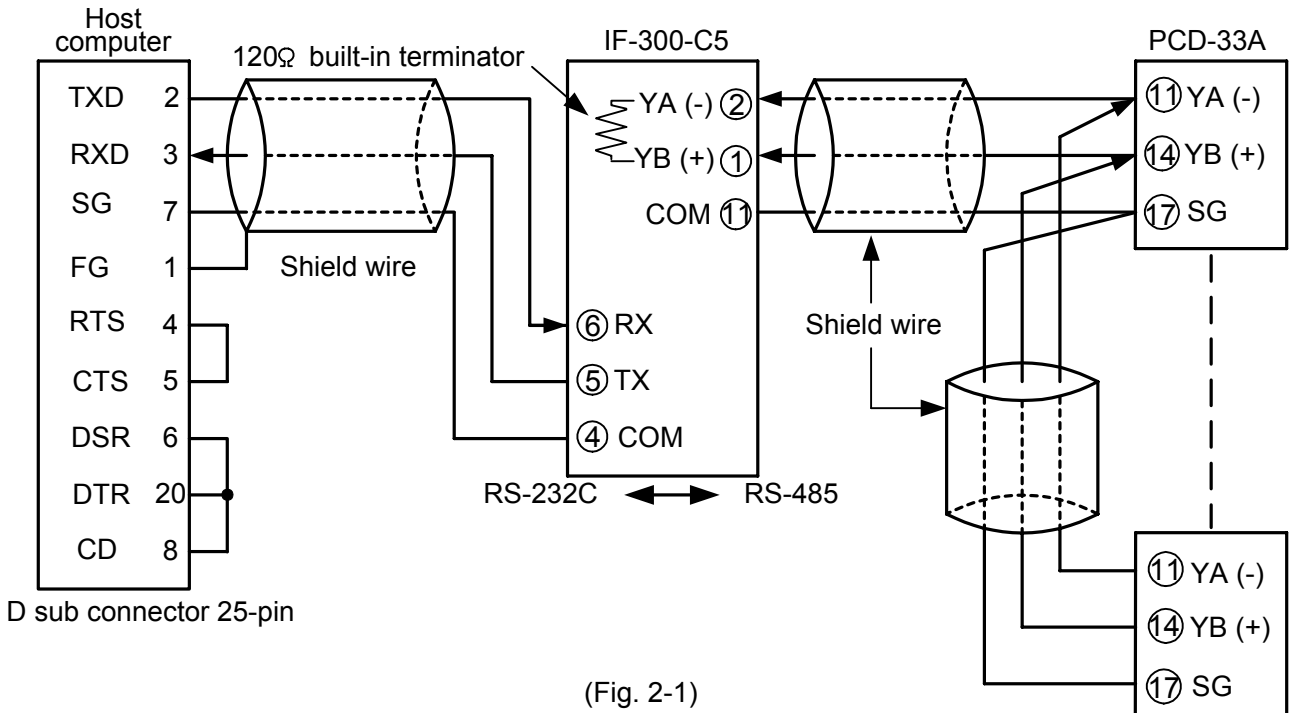 Host
computer
TXD 2
RXD 3
SG 7
FG 1
RTS 4
CTS 5
DSR 6
DTR 20
CD 8
D sub connector 25-pin
120Ω built-in terminator
Shield wire
IF-300-C5
YA (-) ②
YB (+) ①
COM ⑪
⑥ RX
⑤ TX
④ COM
RS-232C
RS-485
Shield wire
PCD-33A
⑪ YA (-)
⑭ YB (+)
⑰ SG
⑪ YA (-)
⑭ YB (+)
⑰ SG
(Fig. 2-1)